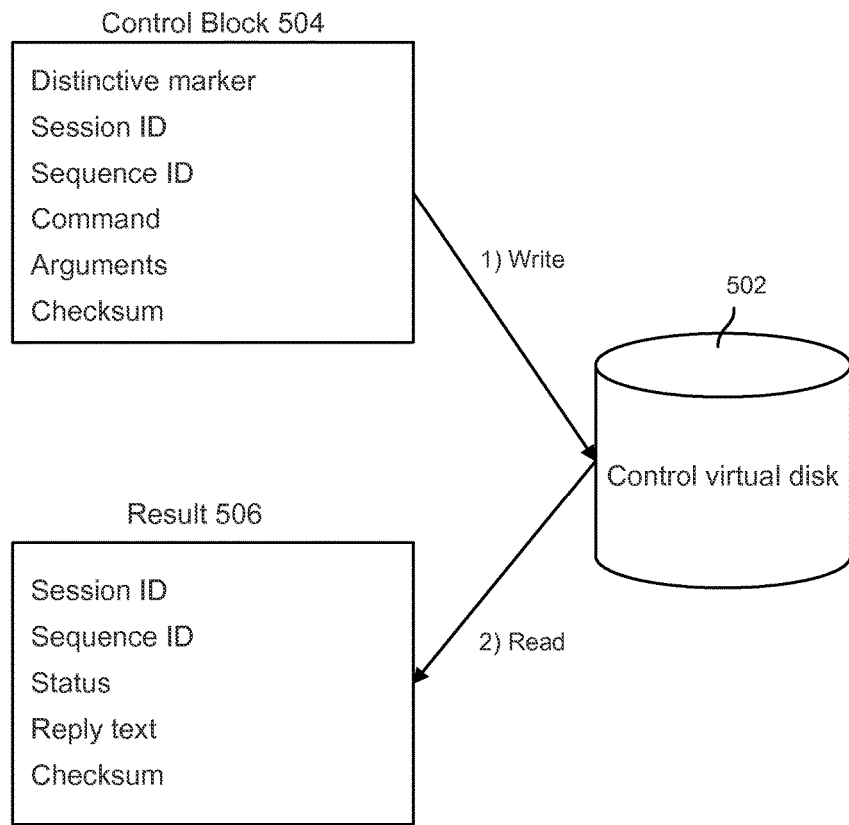 Control Block 504
Distinctive marker
Session ID
Sequence ID
Command
Arguments
Checksum
1) Write
502
Control virtual disk
Result 506
Session ID
Sequence ID
Status
Reply text
Checksum
2) Read